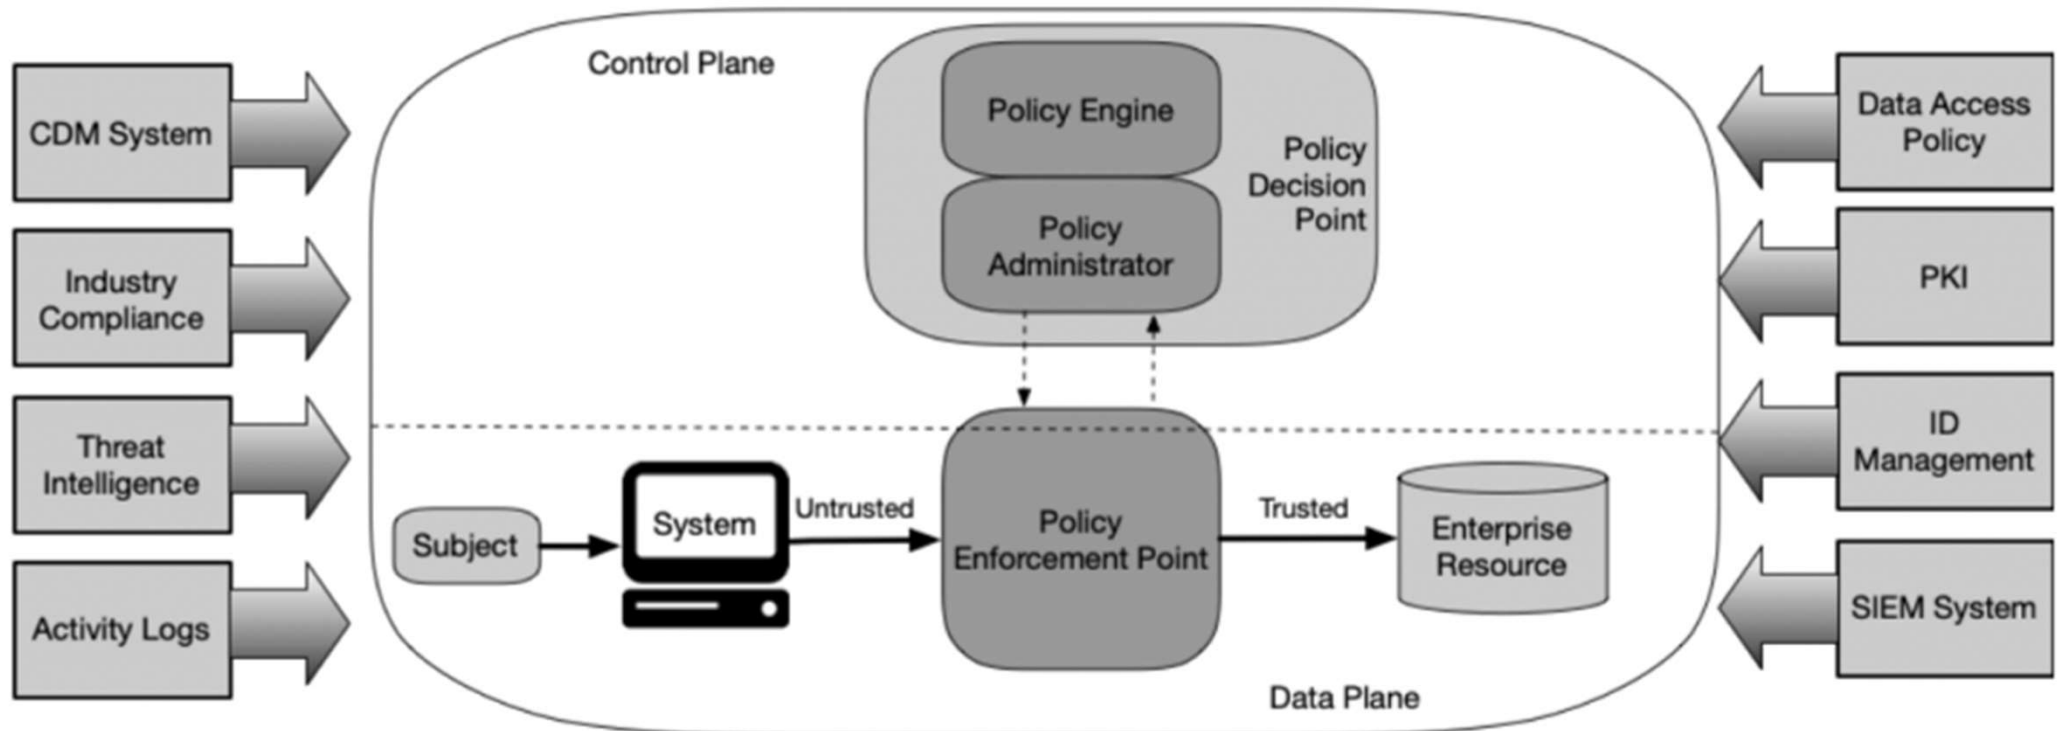 Control Plane
CDM System
Industry
Compliance
Threat
Intelligence
Activity Logs
Policy Engine
Policy
Administrator
Policy
Decision
Point
Subject
System
Untrusted
Policy
Enforcement Point
Trusted
Enterprise
Resource
Data Plane
Data Access
Policy
PKI
ID
Management
SIEM System